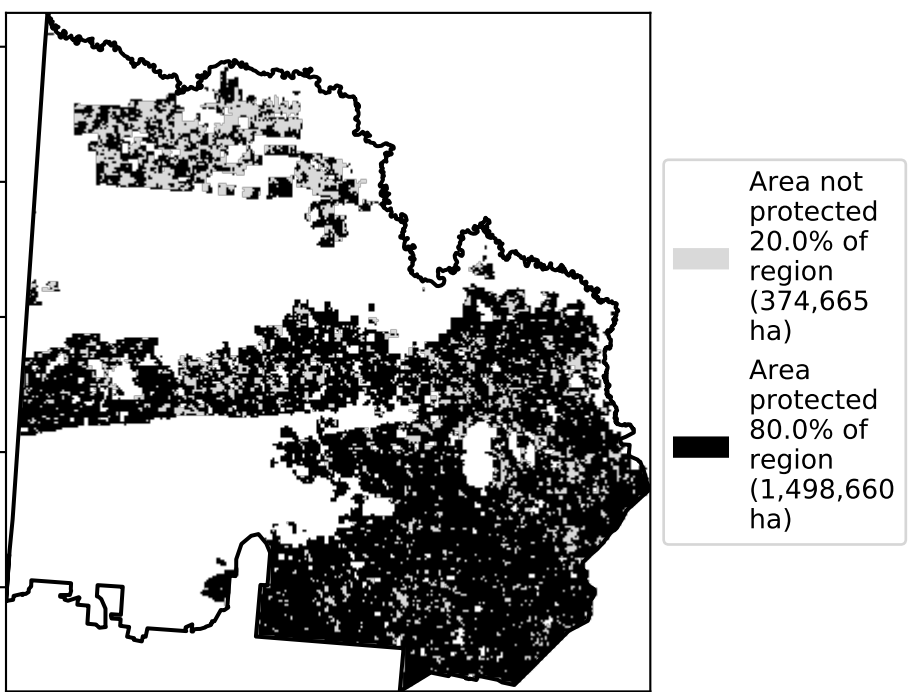 Area not
protected
20.0% of
region
(374,665
ha)
Area
protected
80.0% of
region
(1,498,660
ha)